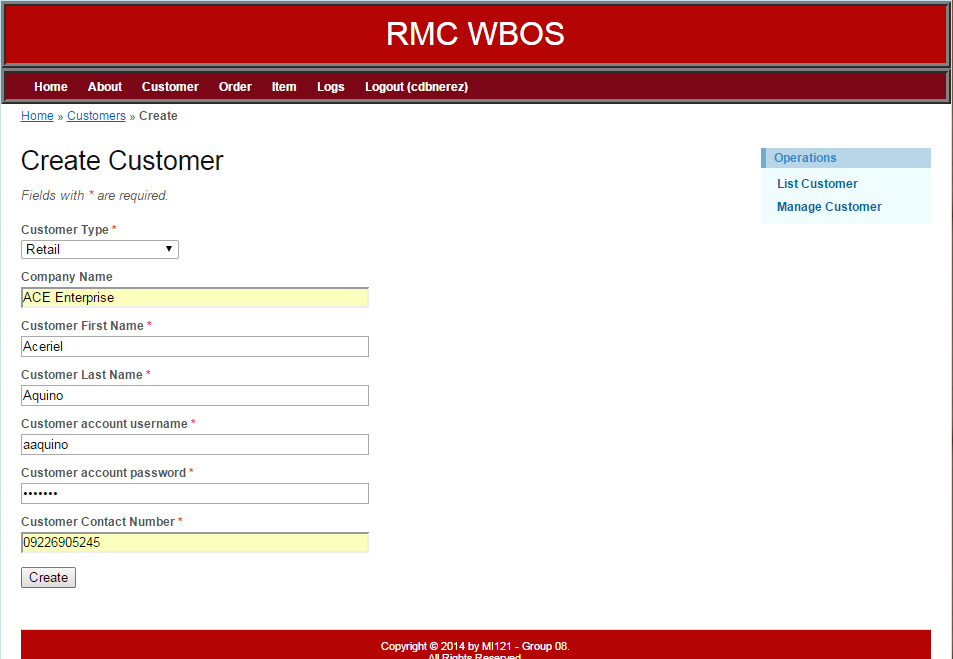 RMC WBOS
Home About Customer Order Item Logs Logout (cdbnerez)
Home » Customers » Create
Create Customer
Fields with * are required.
Operations
List Customer
Manage Customer
Customer Type *
Retail
Company Name
ACE Enterprise
Customer First Name *
Aceriel
Customer Last Name *
Aquino
Customer account username *
aaquino
Customer account password *
•••••••
Customer Contact Number *
09226905245
Create
Copyright © 2014 by MI121 - Group 08.
All Rights Reserved.